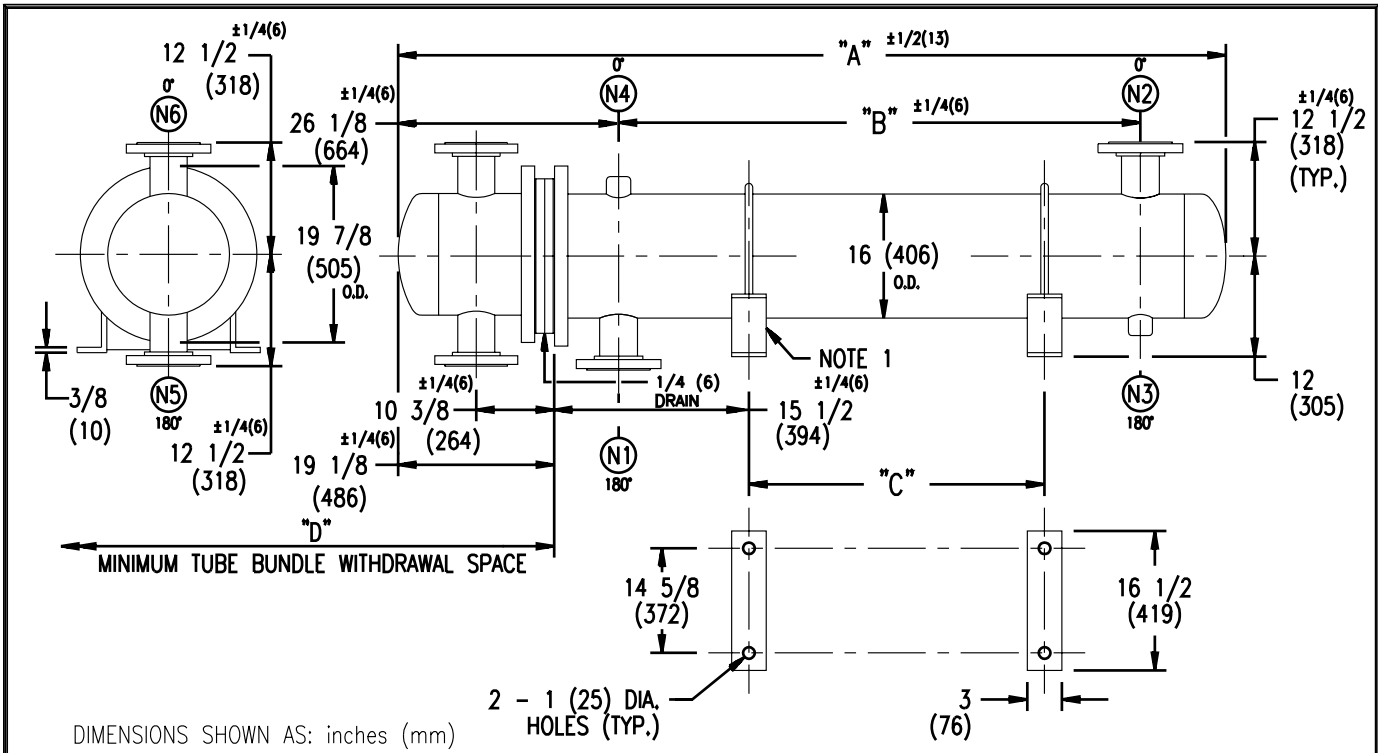 ±1/4(6)
12 1/2
(318)
0°
N6
"A" ±1/2(13)
0°
N4
0°
N2
±1/4(6)
26 1/8
(664)
"B" ±1/4(6)
±1/4(6)
12 1/2
(318)
(TYP.)
19 7/8
(505)
O.D.
16 (406)
O.D.
3/8
(10)
N5
180°
±1/4(6)
12 1/2
(318)
±1/4(6)
10 3/8
(264)
1/4 (6)
DRAIN
NOTE 1
±1/4(6)
15 1/2
(394)
N3
180°
12
(305)
±1/4(6)
19 1/8
(486)
N1
180°
"C"
"D"
MINIMUM TUBE BUNDLE WITHDRAWAL SPACE
14 5/8
(372)
16 1/2
(419)
2 - 1 (25) DIA.
HOLES (TYP.)
3
(76)
DIMENSIONS SHOWN AS: inches (mm)